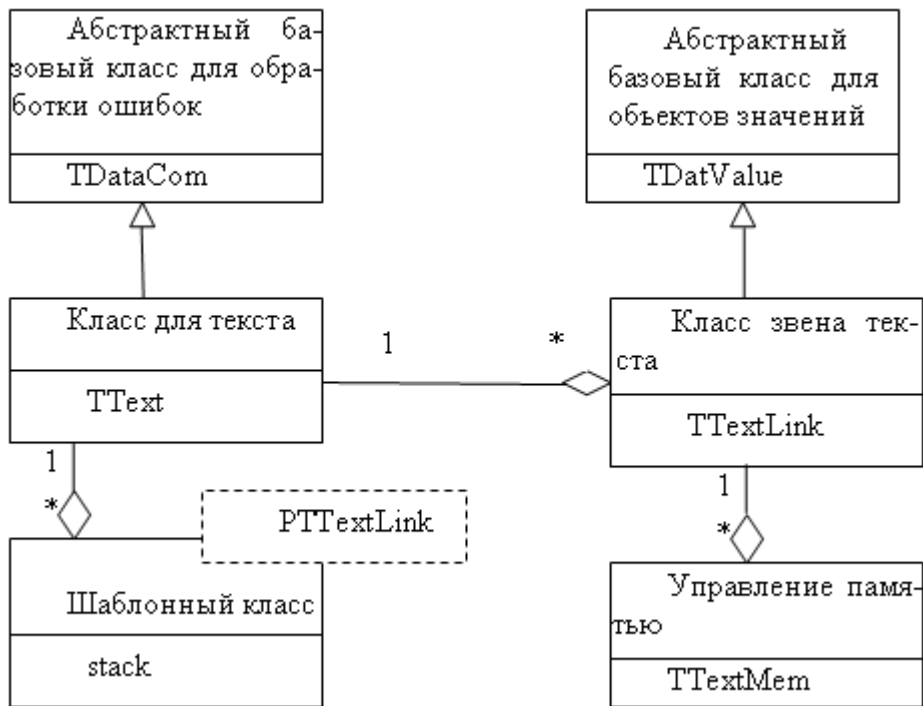 Абстрактный ба-
зовый класс для обра-
ботки ошибок
TDataCom
Абстрактный
базовый класс для
объектов значений
TDatValue
Класс для текста
TText
1
*
Класс звена тек-
ста
TTextLink
1
*
PTTextLink
Шаблонный класс
stack
1
*
Управление памя-
тью
TTextMem